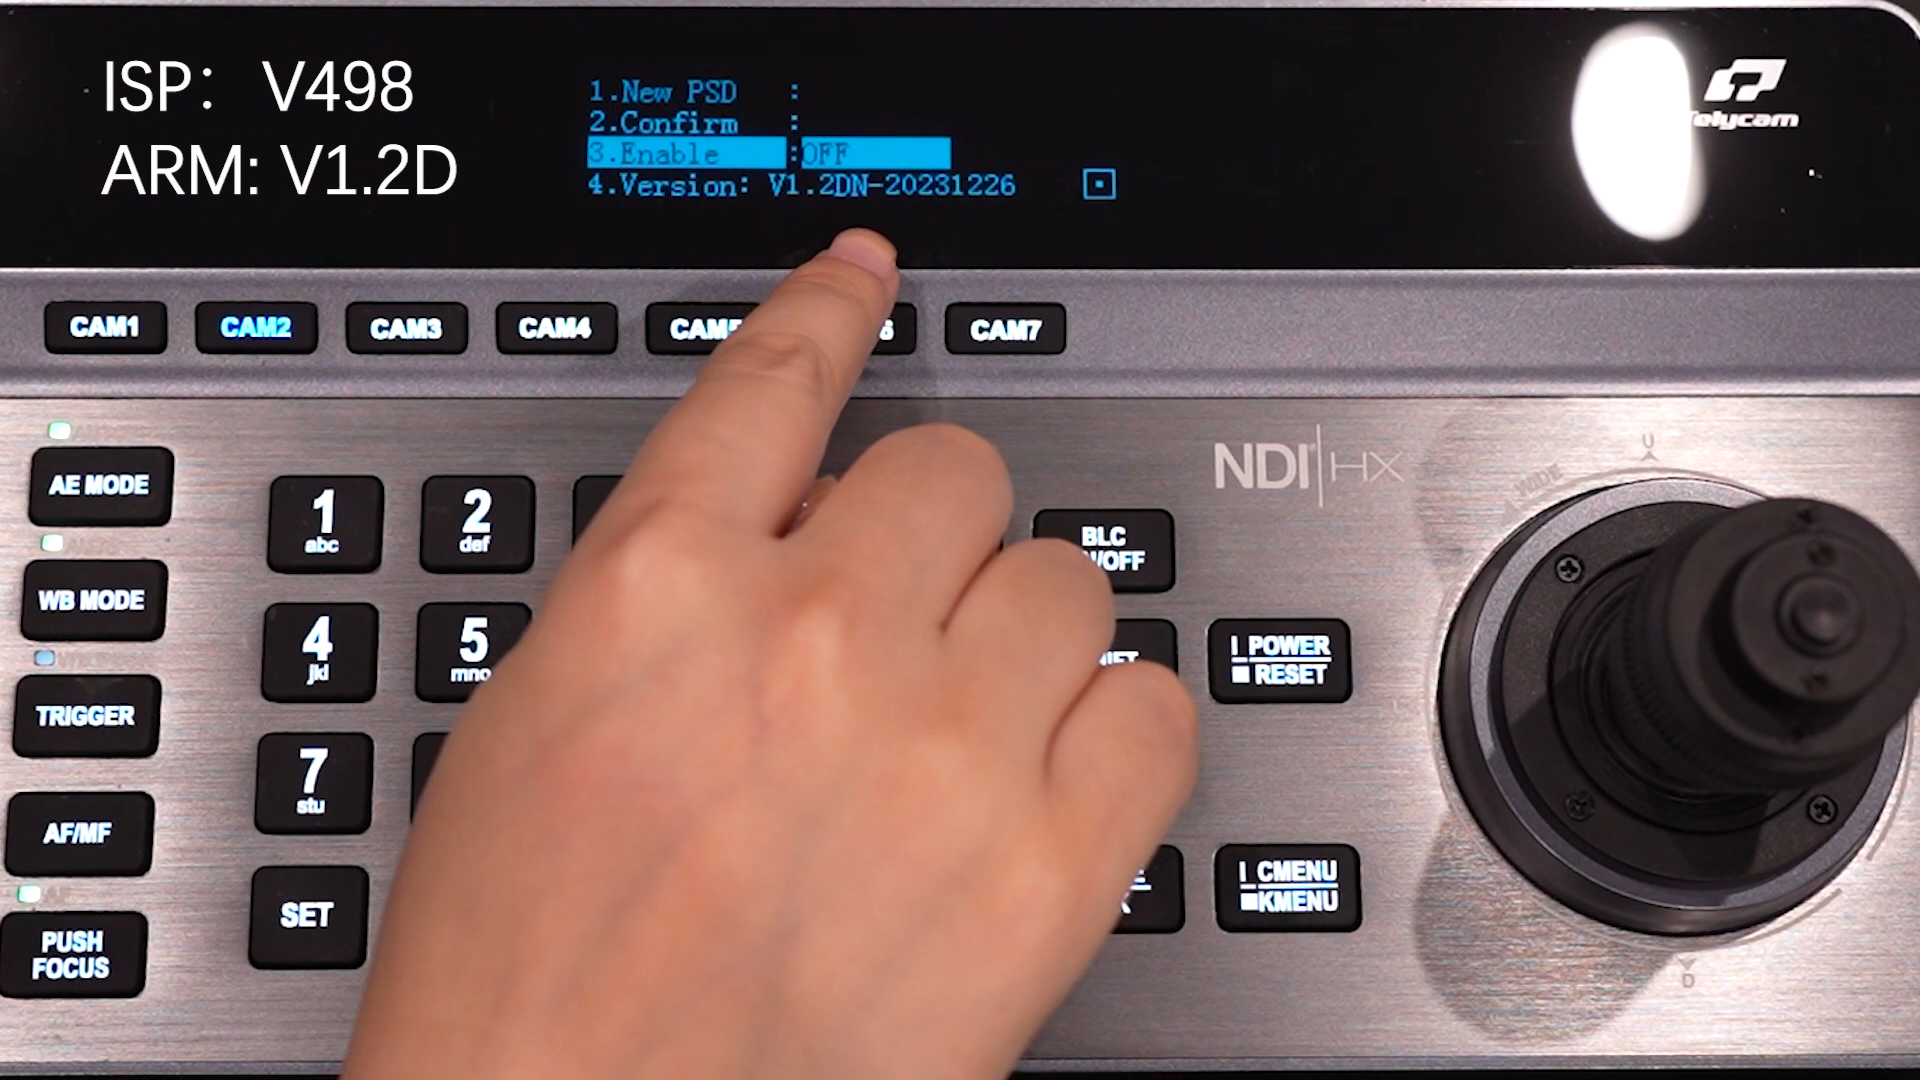 ISP: V498
ARM: V1.2D
1.New PSD :
2.Confirm :
3.Enable :OFF
4.Version: V1.2DN-20231226
Telycam
CAM1
CAM2
CAM3
CAM4
CAM7
NDI HX
U
AE MODE
1
abc
2
def
BLC
WB MODE
4
jkl
5
mno
I POWER
RESET
TRIGGER
7
stu
AF/MF
I CMENU
KMENU
SET
PUSH
FOCUS
D